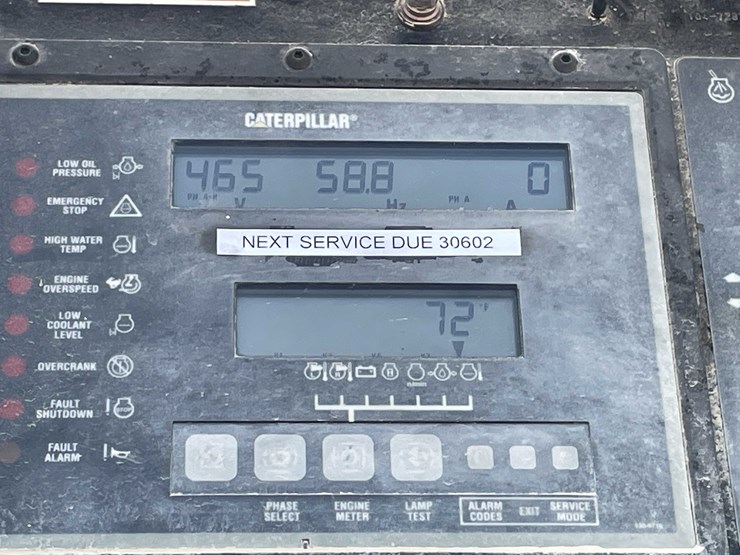 CATERPILLAR®
LOW OIL
PRESSURE
465 58.8 0
V Hz PH A A
EMERGENCY
STOP
NEXT SERVICE DUE 30602
HIGH WATER
TEMP
ENGINE
OVERSPEED
72 °F
LOW
COOLANT
LEVEL
OVERCRANK
FAULT
SHUTDOWN
STOP
FAULT
ALARM
PHASE
SELECT
ENGINE
METER
LAMP
TEST
ALARM
CODES
EXIT
SERVICE
MODE